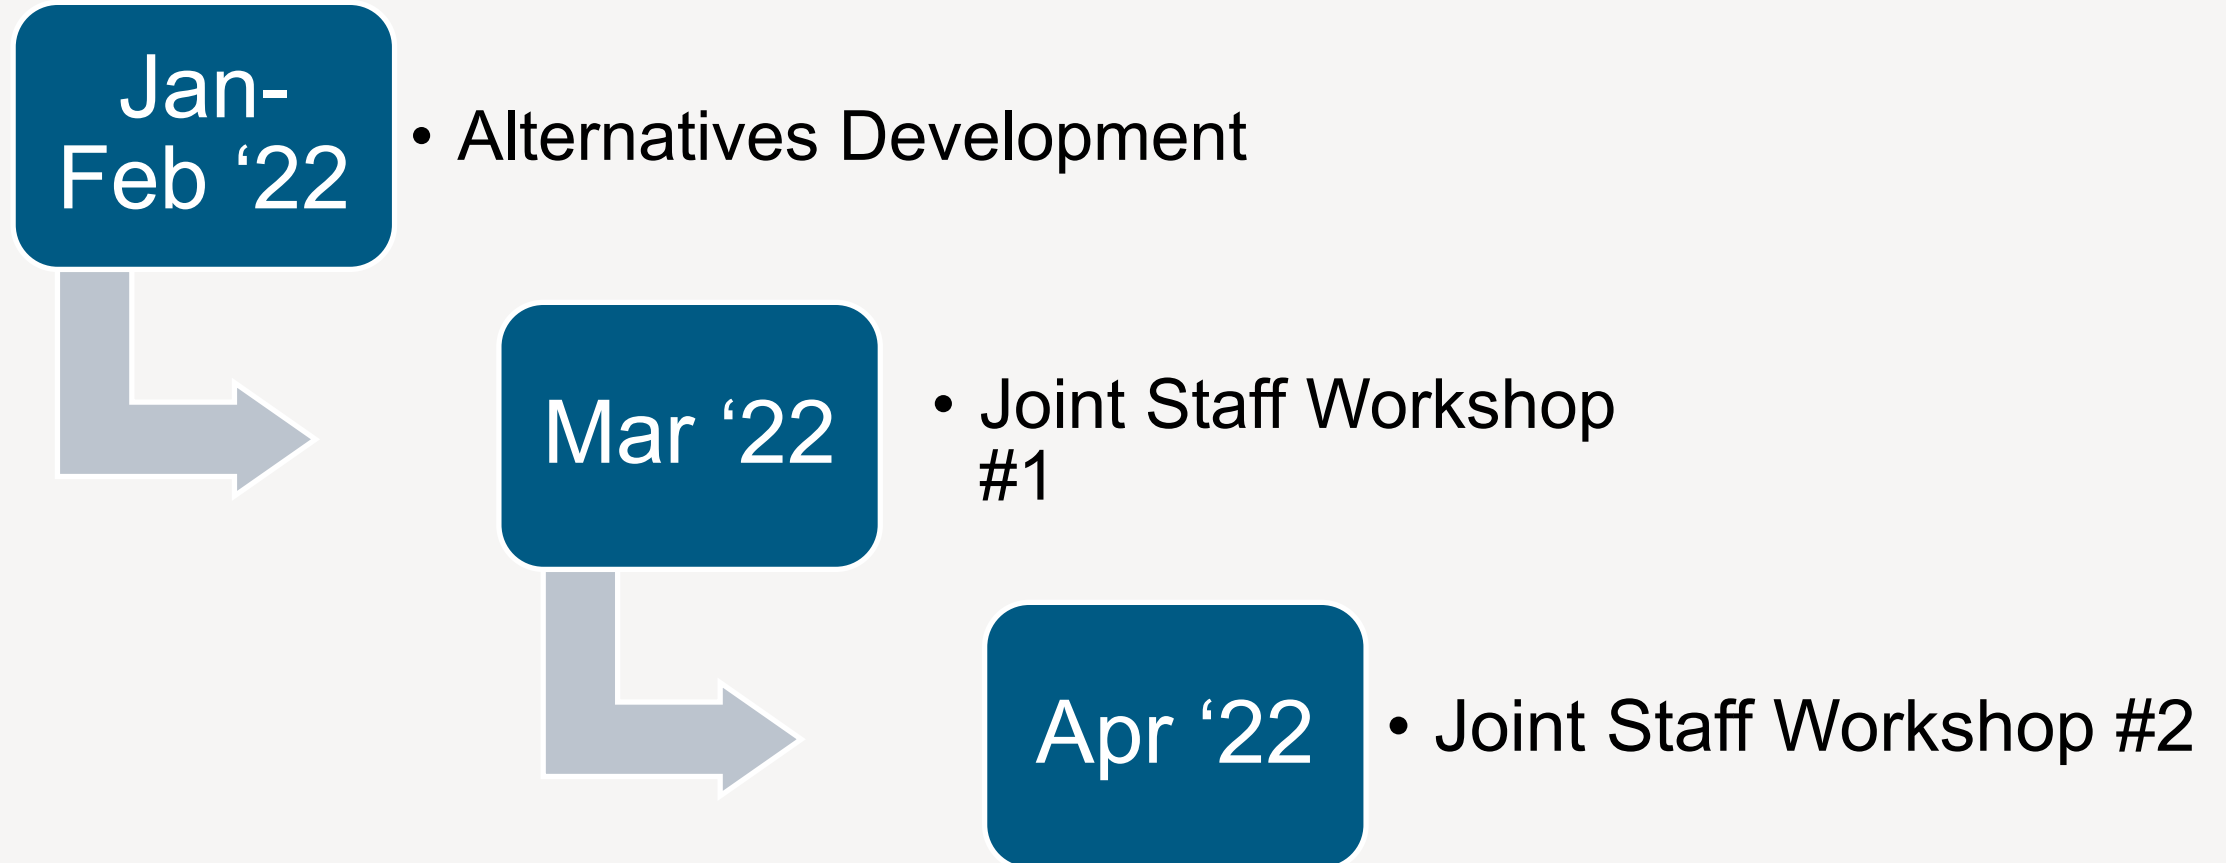 Jan-
Feb ‘22
• Alternatives Development
Mar ‘22
• Joint Staff Workshop
#1
Apr ‘22
• Joint Staff Workshop #2